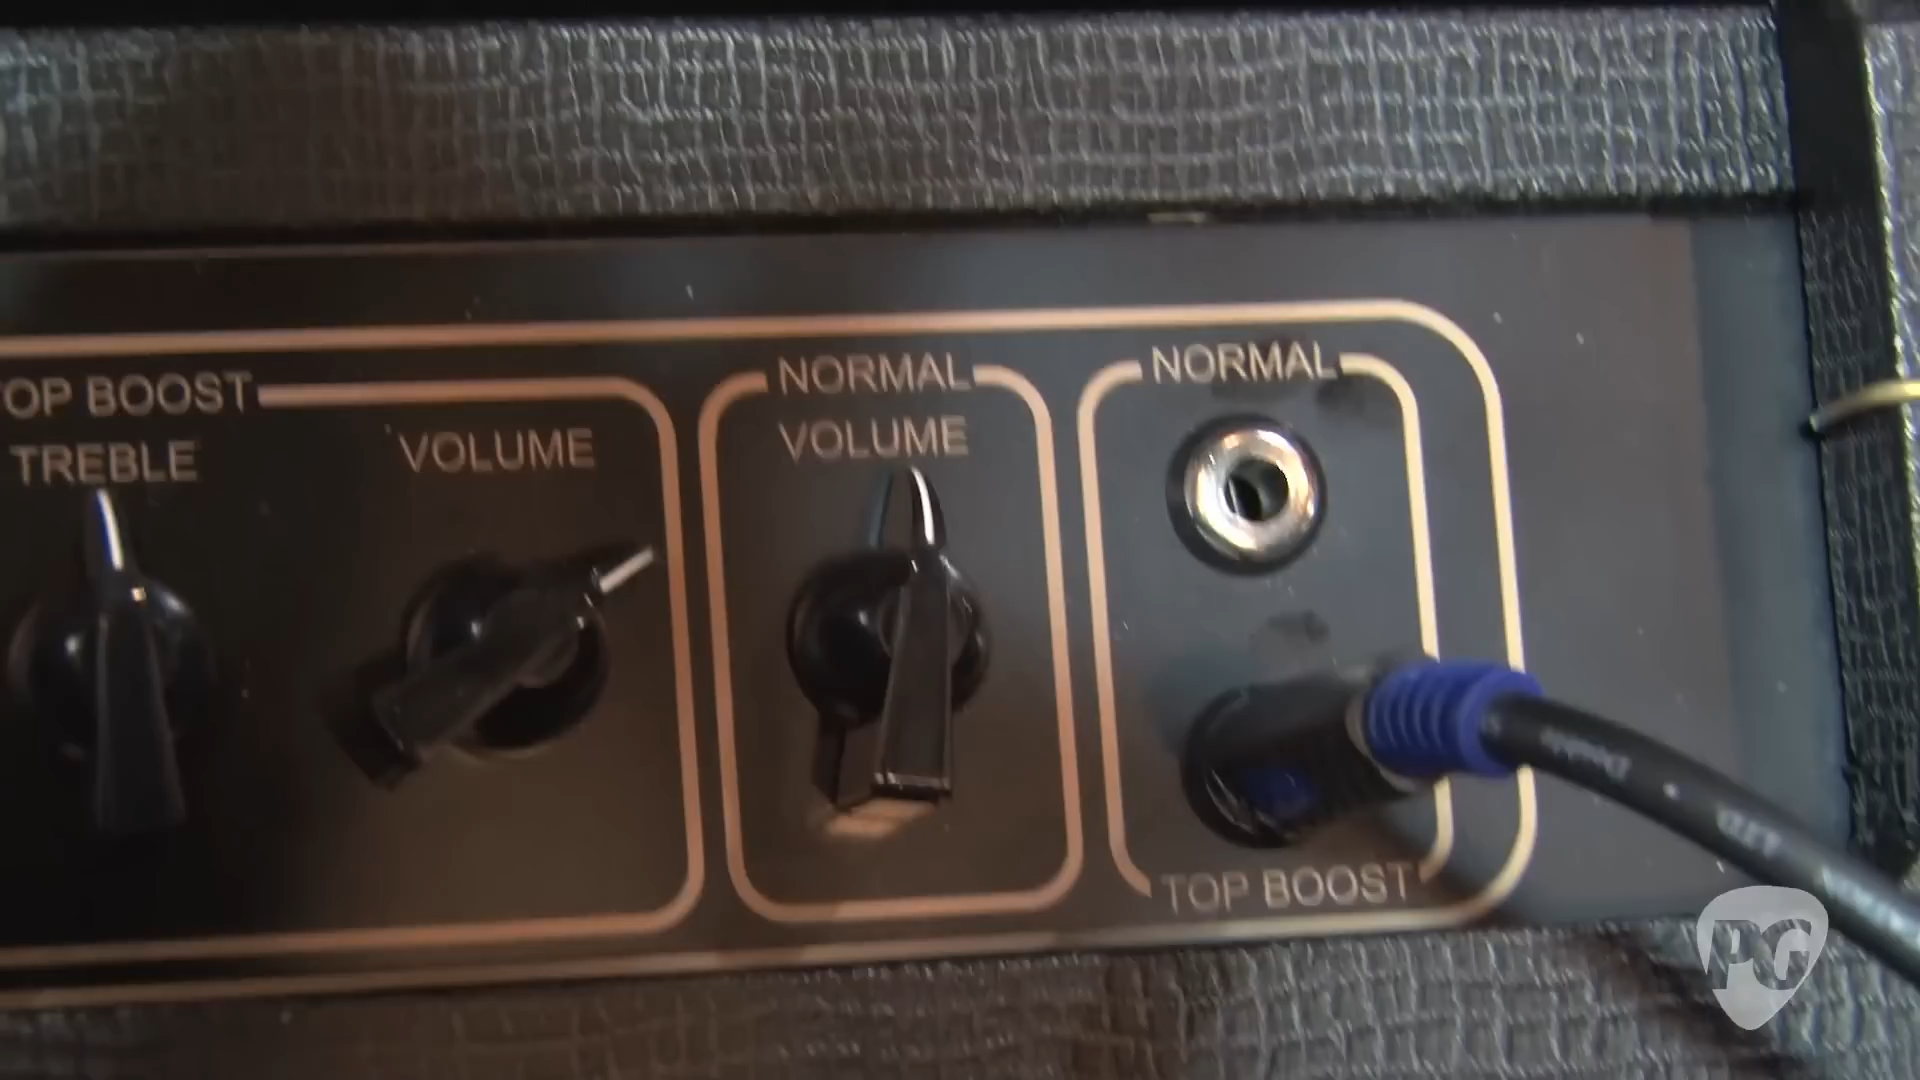 TOP BOOST
TREBLE
VOLUME
NORMAL
VOLUME
NORMAL
TOP BOOST
PG